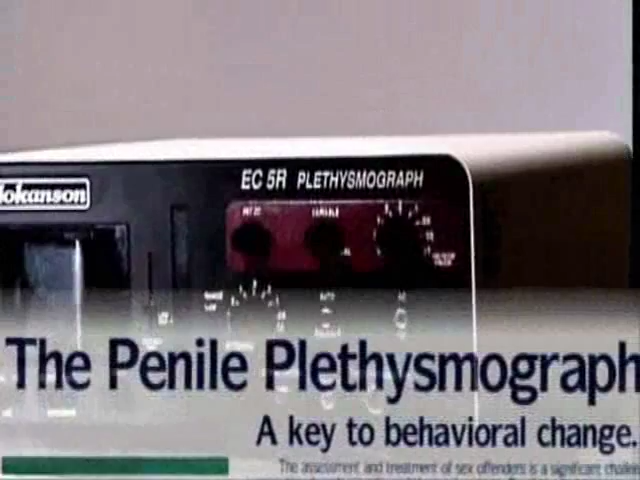 okanson
EC 5R PLETHYSMOGRAPH
The Penile Plethysmograph
A key to behavioral change.
The assessment and treatment of sex offenders is a significant challen